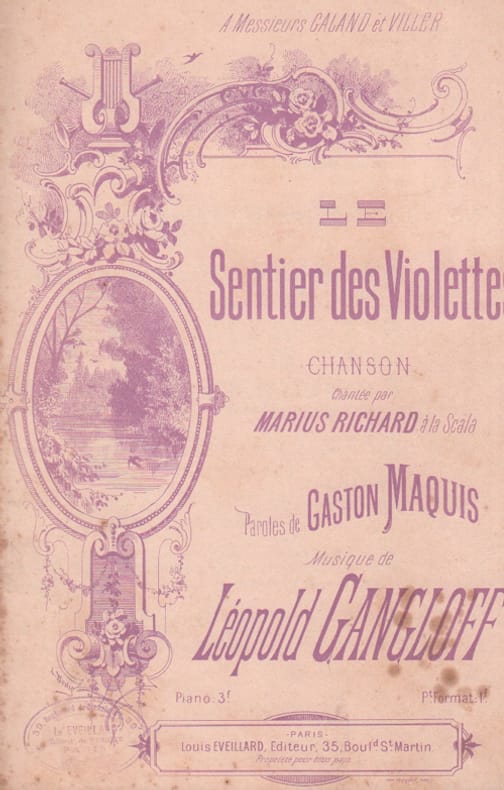 A Messieurs GALAND et VILLER
LE
Sentier des Violettes
CHANSON
Chantée par
MARIUS RICHARD à la Scala
Paroles de GASTON MAQUIS
Musique de
Léopold GANGLOFF
Piano. 3f
Pt Format. 1f
-PARIS-
Louis EVEILLARD, Editeur, 35, Boulfd St Martin.
Propriété pour tous pays.
L. EVEILLARD